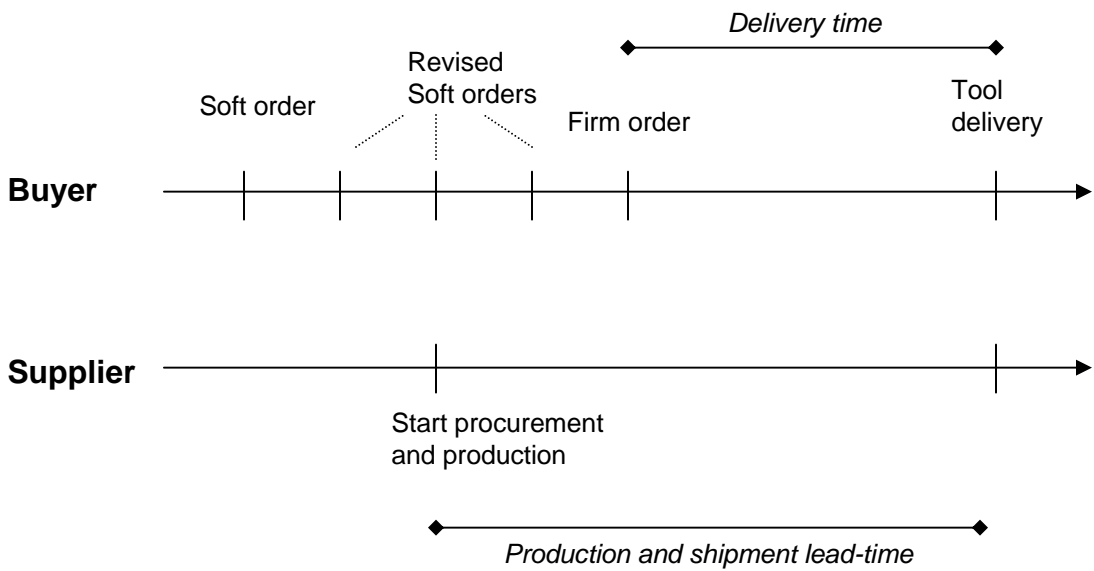 Delivery time
Revised
Soft orders
Soft order
Firm order
Tool
delivery
Buyer
Supplier
Start procurement
and production
Production and shipment lead-time